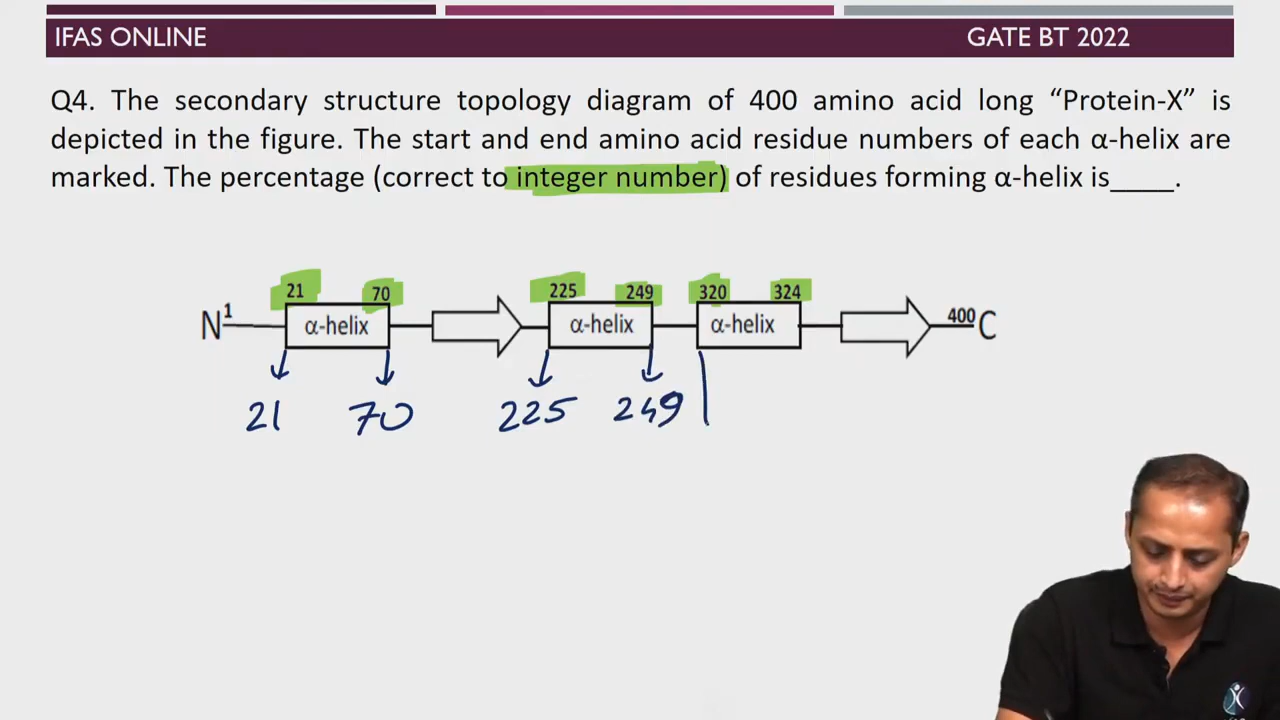 IFAS ONLINE GATE BT 2022
Q4. The secondary structure topology diagram of 400 amino acid long “Protein-X” is
depicted in the figure. The start and end amino acid residue numbers of each α-helix are
marked. The percentage (correct to integer number) of residues forming α-helix is____.
21 70 225 249 320 324
N 1 α-helix α-helix α-helix 400 C
21 70 225 249